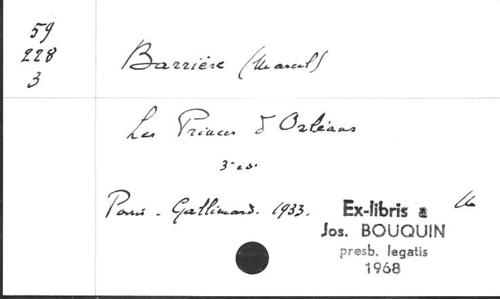 59
228
3
Barrière (Marcel)
Les Princes d'Orléans
3e ed.
Paris. Gallimard. 1933.
Ex-libris a
Jos. BOUQUIN
presb. legatis
1968